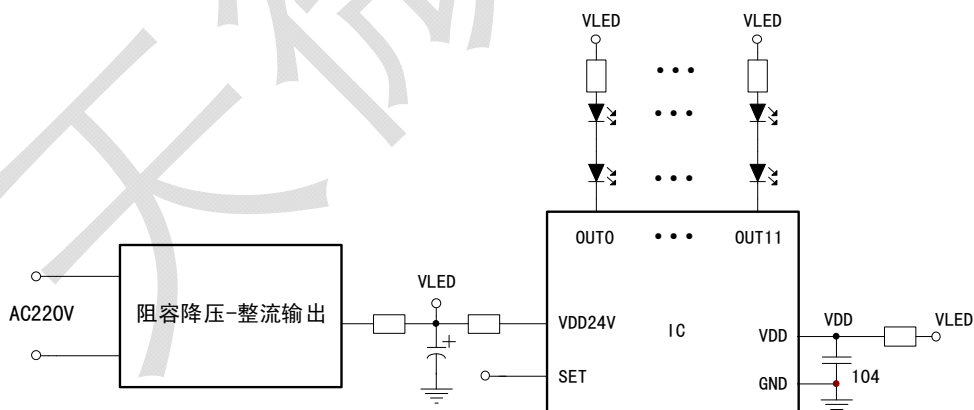 VLED
VLED
OUT0
OUT11
AC220V
阻容降压-整流输出
VLED
VDD24V
IC
VDD
VDD
VLED
SET
GND
104